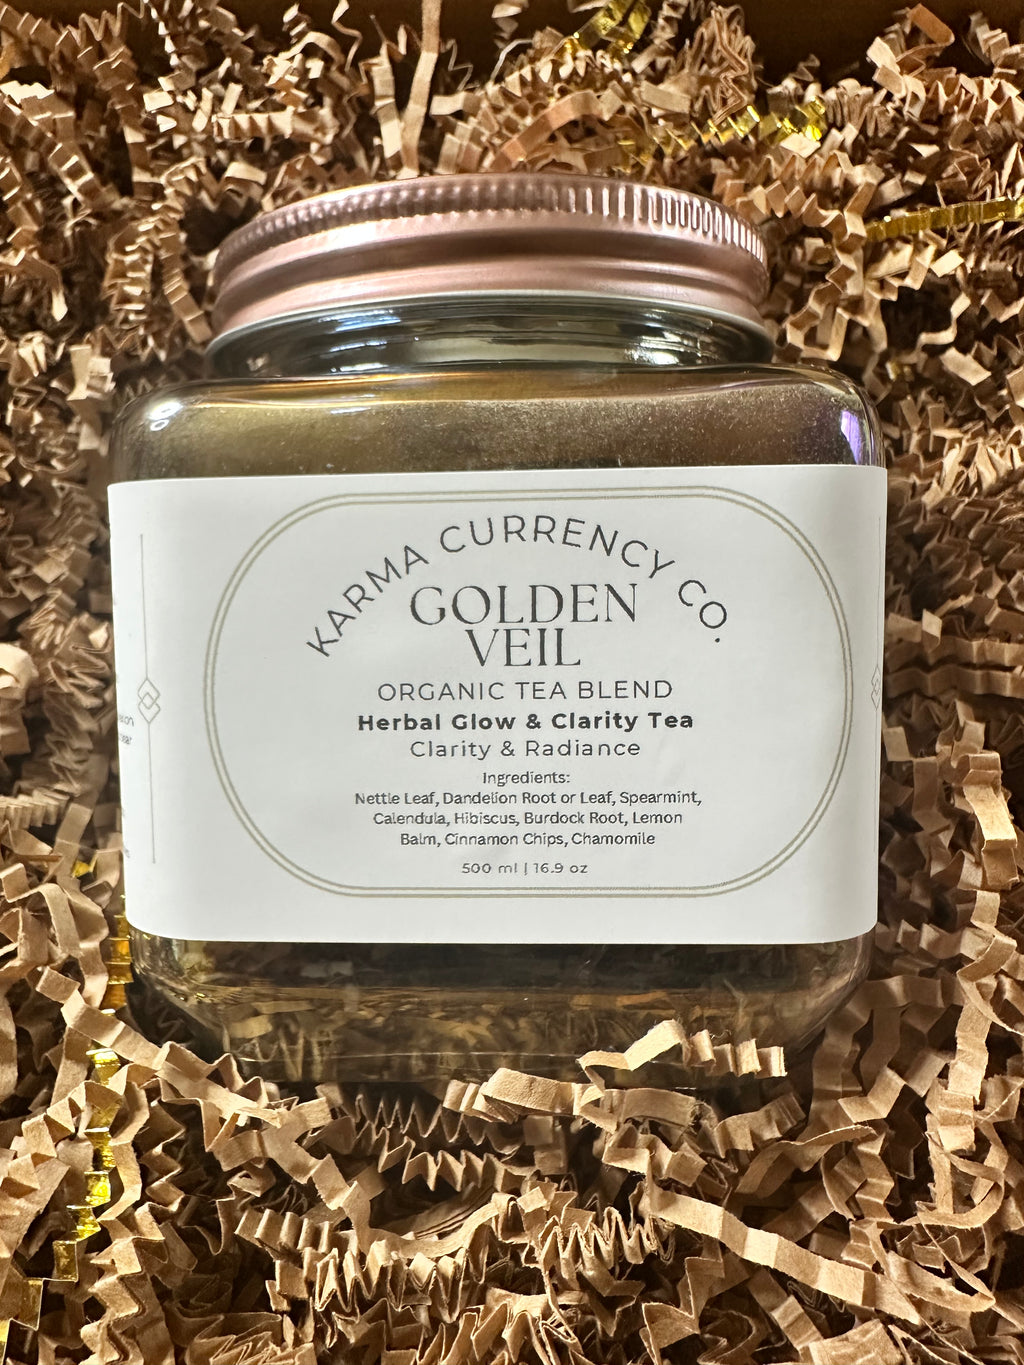 KARMA CURRENCY CO.
GOLDEN
VEIL
ORGANIC TEA BLEND
Herbal Glow & Clarity Tea
Clarity & Radiance
Ingredients:
Nettle Leaf, Dandelion Root or Leaf, Spearmint,
Calendula, Hibiscus, Burdock Root, Lemon
Balm, Cinnamon Chips, Chamomile
500 ml | 16.9 oz